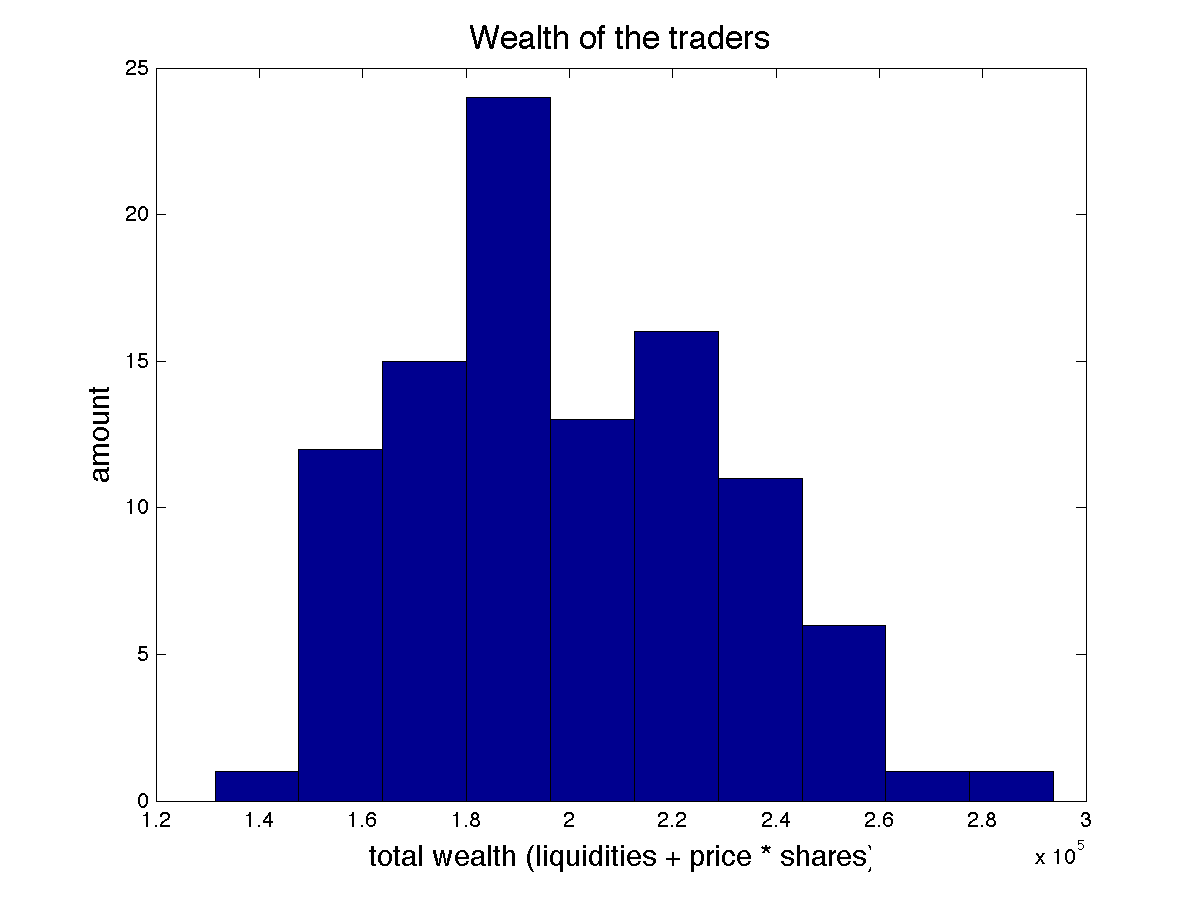 Wealth of the traders
25
20
15
10
5
0
amount
1.2 1.4 1.6 1.8 2 2.2 2.4 2.6 2.8 3
x 10^5
total wealth (liquidities + price * shares)